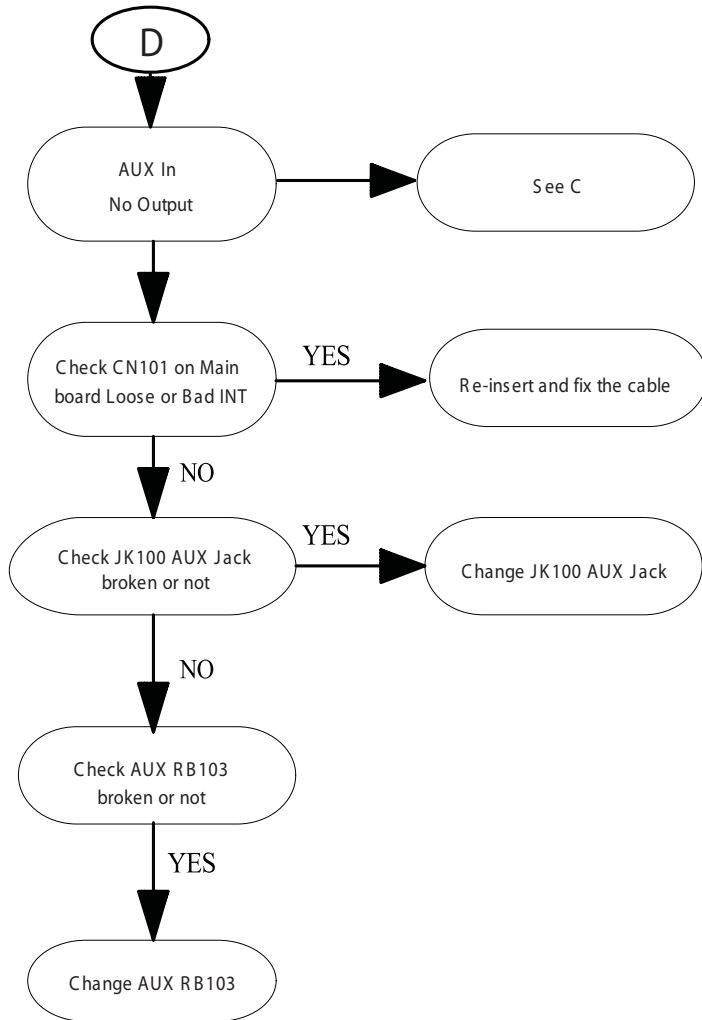 D
AUX In
No Output
See C
Check CN101 on Main
board Loose or Bad INT
YES
Re-insert and fix the cable
NO
Check JK100 AUX Jack
broken or not
YES
Change JK100 AUX Jack
NO
Check AUX RB103
broken or not
YES
Change AUX RB103